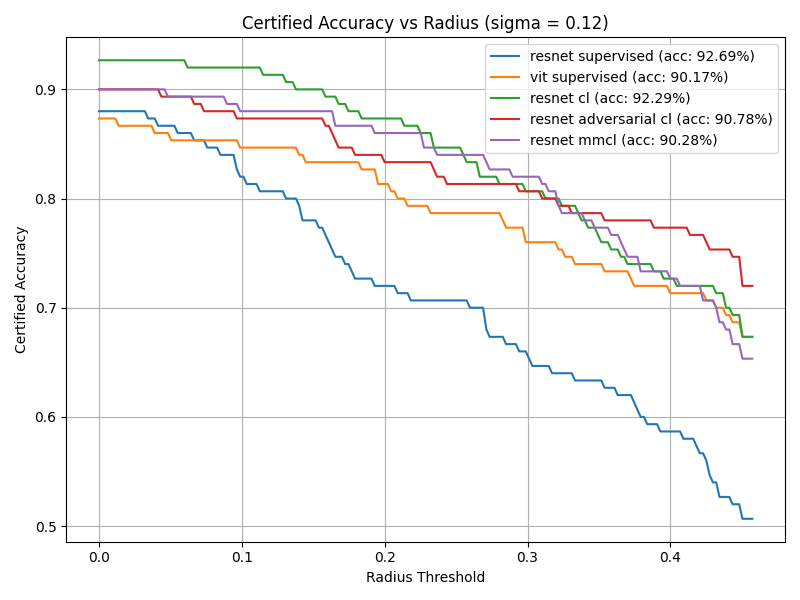 Certified Accuracy vs Radius (sigma = 0.12)
resnet supervised (acc: 92.69%)
vit supervised (acc: 90.17%)
resnet cl (acc: 92.29%)
resnet adversarial cl (acc: 90.78%)
resnet mmcl (acc: 90.28%)
Certified Accuracy
0.9
0.8
0.7
0.6
0.5
0.0 0.1 0.2 0.3 0.4
Radius Threshold